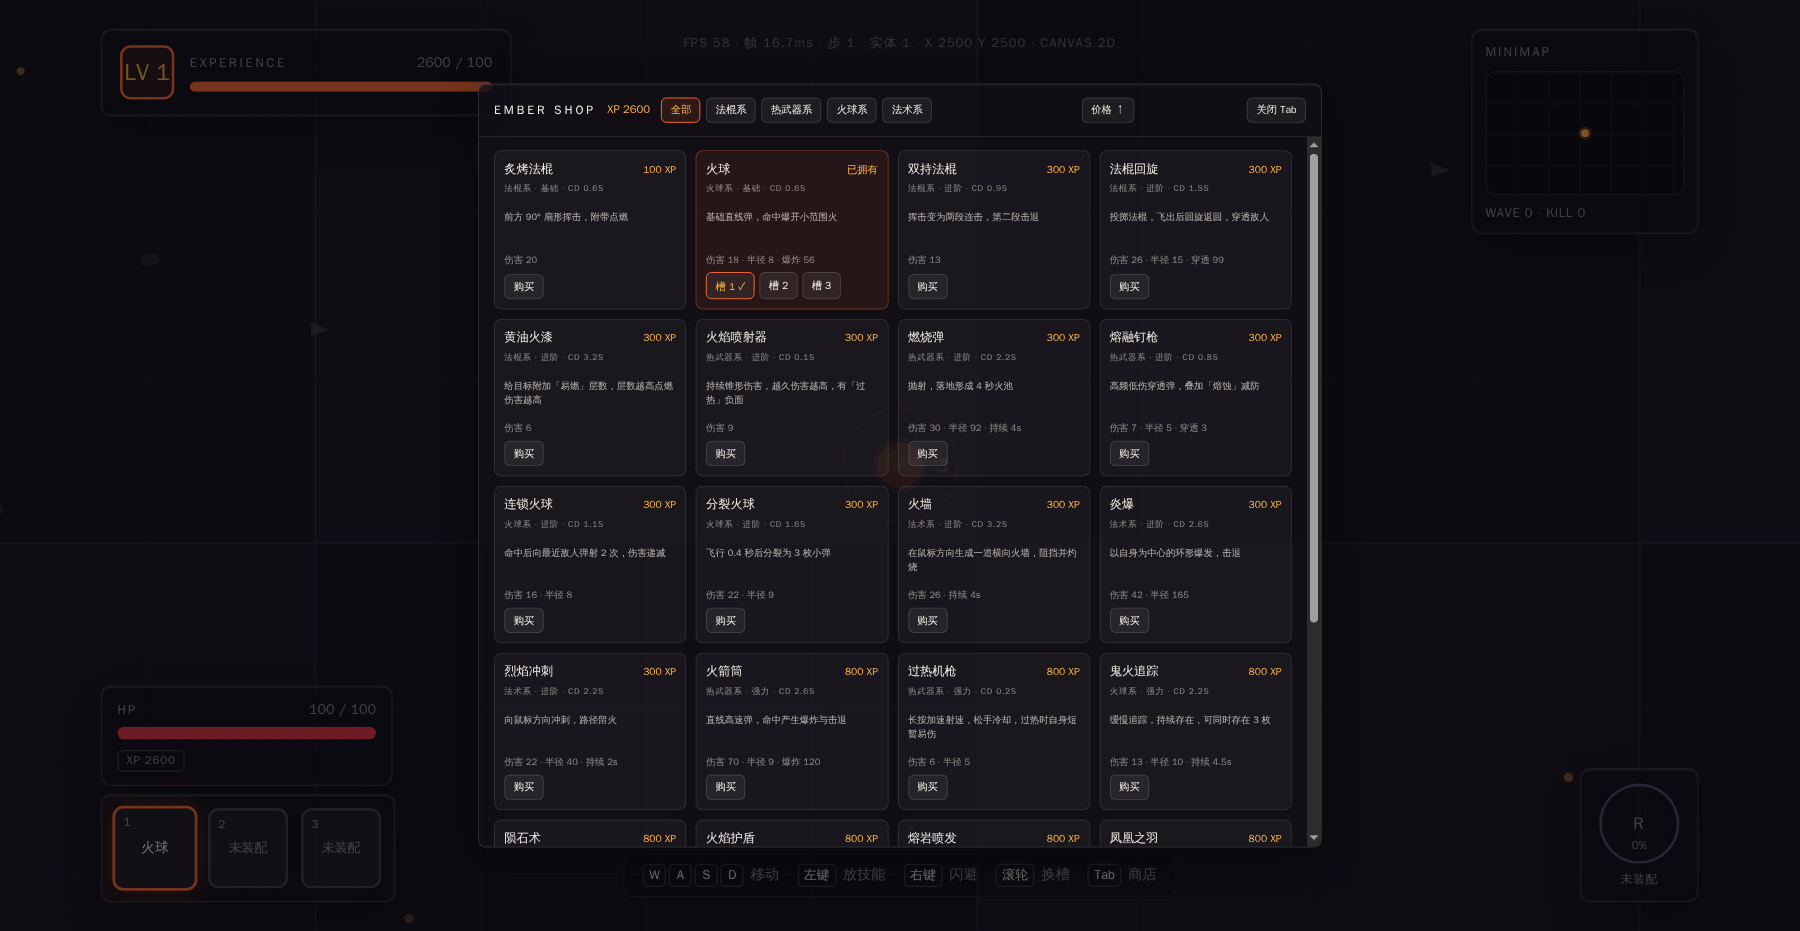 LV 1
EXPERIENCE
2600 / 100
FPS 58 · 帧 16.7ms · 步 1 · 实体 1 · X 2500 Y 2500 · CANVAS 2D
MINIMAP
WAVE 0 · KILL 0
EMBER SHOP XP 2600 全部 法棍系 热武器系 火球系 法术系 价格 ↑ 关闭 Tab
炙烤法棍 100 XP
法棍系 · 基础 · CD 0.6S
前方 90° 扇形挥击，附带点燃
伤害 20
购买
火球 已拥有
火球系 · 基础 · CD 0.6S
基础直线弹，命中爆开小范围火
伤害 18 · 半径 8 · 爆炸 56
槽 1✓ 槽 2 槽 3
双持法棍 300 XP
法棍系 · 进阶 · CD 0.9S
挥击变为两段连击，第二段击退
伤害 13
购买
法棍回旋 300 XP
法棍系 · 进阶 · CD 1.5S
投掷法棍，飞出后回旋返回，穿透敌人
伤害 26 · 半径 15 · 穿透 99
购买
黄油火漆 300 XP
法棍系 · 进阶 · CD 3.2S
给目标附加「易燃」层数，层数越高点燃
伤害越高
伤害 6
购买
火焰喷射器 300 XP
热武器系 · 进阶 · CD 0.1S
持续锥形伤害，越久伤害越高，有「过
热」负面
伤害 9
购买
燃烧弹 300 XP
热武器系 · 进阶 · CD 2.2S
抛射，落地形成 4 秒火池
伤害 30 · 半径 92 · 持续 4s
购买
熔融钉枪 300 XP
热武器系 · 进阶 · CD 0.8S
高频低伤穿透弹，叠加「熔蚀」减防
伤害 7 · 半径 5 · 穿透 3
购买
连锁火球 300 XP
火球系 · 进阶 · CD 1.1S
命中后向最近敌人弹射 2 次，伤害递减
伤害 16 · 半径 8
购买
分裂火球 300 XP
火球系 · 进阶 · CD 1.6S
飞行 0.4 秒后分裂为 3 枚小弹
伤害 22 · 半径 9
购买
火墙 300 XP
法术系 · 进阶 · CD 3.2S
在鼠标方向生成一道横向火墙，阻挡并灼
烧
伤害 26 · 持续 4s
购买
炎爆 300 XP
法术系 · 进阶 · CD 2.6S
以自身为中心的环形爆发，击退
伤害 42 · 半径 165
购买
烈焰冲刺 300 XP
法术系 · 进阶 · CD 2.2S
向鼠标方向冲刺，路径留火
伤害 22 · 半径 40 · 持续 2s
购买
火箭筒 800 XP
热武器系 · 强力 · CD 2.6S
直线高速弹，命中产生爆炸与击退
伤害 70 · 半径 9 · 爆炸 120
购买
过热机枪 800 XP
热武器系 · 强力 · CD 0.2S
长按加速射速，松手冷却，过热时自身短
暂易伤
伤害 6 · 半径 5
购买
鬼火追踪 800 XP
火球系 · 强力 · CD 2.2S
缓慢追踪，持续存在，可同时存在 3 枚
伤害 13 · 半径 10 · 持续 4.5s
购买
陨石术 800 XP
火焰护盾 800 XP
熔岩喷发 800 XP
凤凰之羽 800 XP
HP 100 / 100
XP 2600
1 火球
2 未装配
3 未装配
W A S D 移动 左键 放技能 右键 闪避 滚轮 换槽 Tab 商店
R
0%
未装配